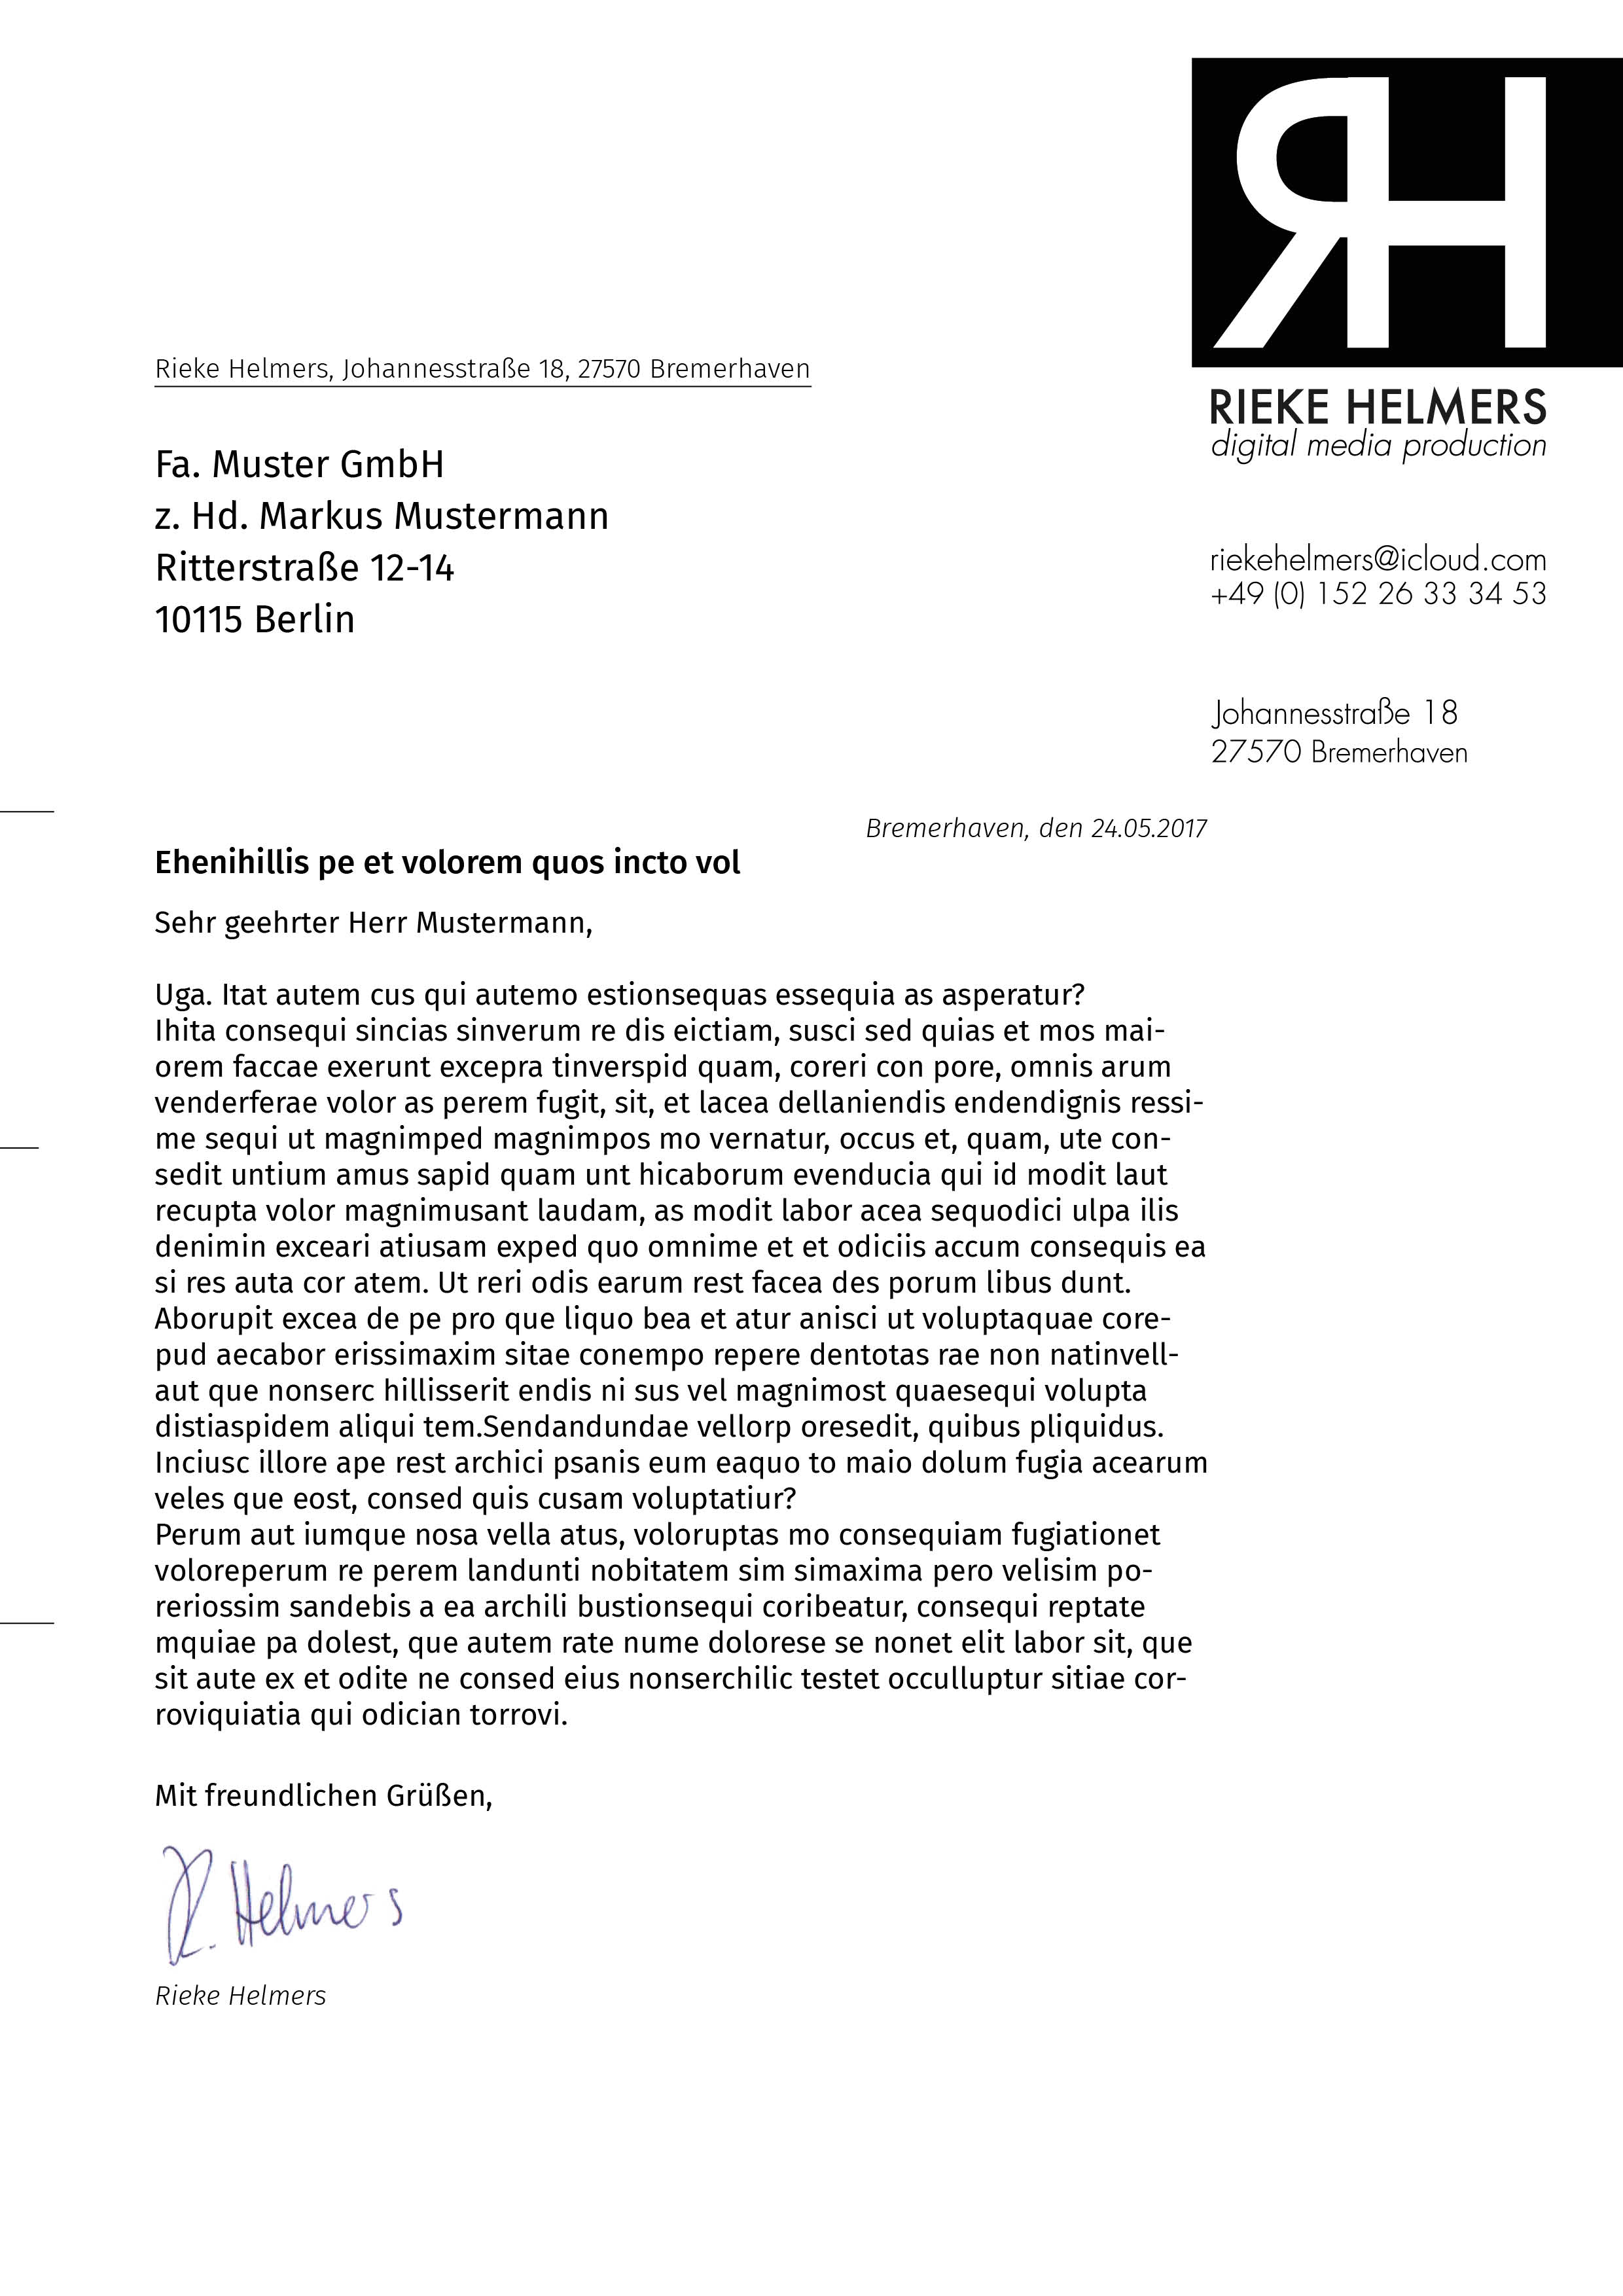 RH
RIEKE HELMERS
digital media production
riekehelmers@icloud.com
+49 (0) 152 26 33 34 53
Johannesstraße 18
27570 Bremerhaven
Rieke Helmers, Johannesstraße 18, 27570 Bremerhaven
Fa. Muster GmbH
z. Hd. Markus Mustermann
Ritterstraße 12-14
10115 Berlin
Bremerhaven, den 24.05.2017
Ehenihillis pe et volorem quos incto vol
Sehr geehrter Herr Mustermann,
Uga. Itat autem cus qui autemo estionsequas essequia as asperatur?
Ihita consequi sincias sinverum re dis eictiam, susci sed quias et mos mai-
orem faccae exerunt excepra tinverspid quam, coreri con pore, omnis arum
venderferae volor as perem fugit, sit, et lacea dellaniendis endendignis ressi-
me sequi ut magnimped magnimpos mo vernatur, occus et, quam, ute con-
sedit untium amus sapid quam unt hicaborum evenducia qui id modit laut
recupta volor magnimusant laudam, as modit labor acea sequodici ulpa ilis
denimin exceari atiusam exped quo omnime et et odiciis accum consequis ea
si res auta cor atem. Ut reri odis earum rest facea des porum libus dunt.
Aborupit excea de pe pro que liquo bea et atur anisci ut voluptaquae core-
pud aecabor erissimaxim sitae conempo repere dentotas rae non natinvell-
aut que nonserc hillisserit endis ni sus vel magnimost quaesequi volupta
distiaspidem aliqui tem.Sendandundae vellorp oresedit, quibus pliquidus.
Inciusc illore ape rest archici psanis eum eaquo to maio dolum fugia acearum
veles que eost, consed quis cusam voluptatiur?
Perum aut iumque nosa vella atus, voloruptas mo consequiam fugiationet
voloreperum re perem landunti nobitatem sim simaxima pero velisim po-
reriossim sandebis a ea archili bustionsequi coribeatur, consequi reptate
mquiae pa dolest, que autem rate nume dolorese se nonet elit labor sit, que
sit aute ex et odite ne consed eius nonserchilic testet occulluptur sitiae cor-
roviquiatia qui odician torrovi.
Mit freundlichen Grüßen,
R. Helmers
Rieke Helmers